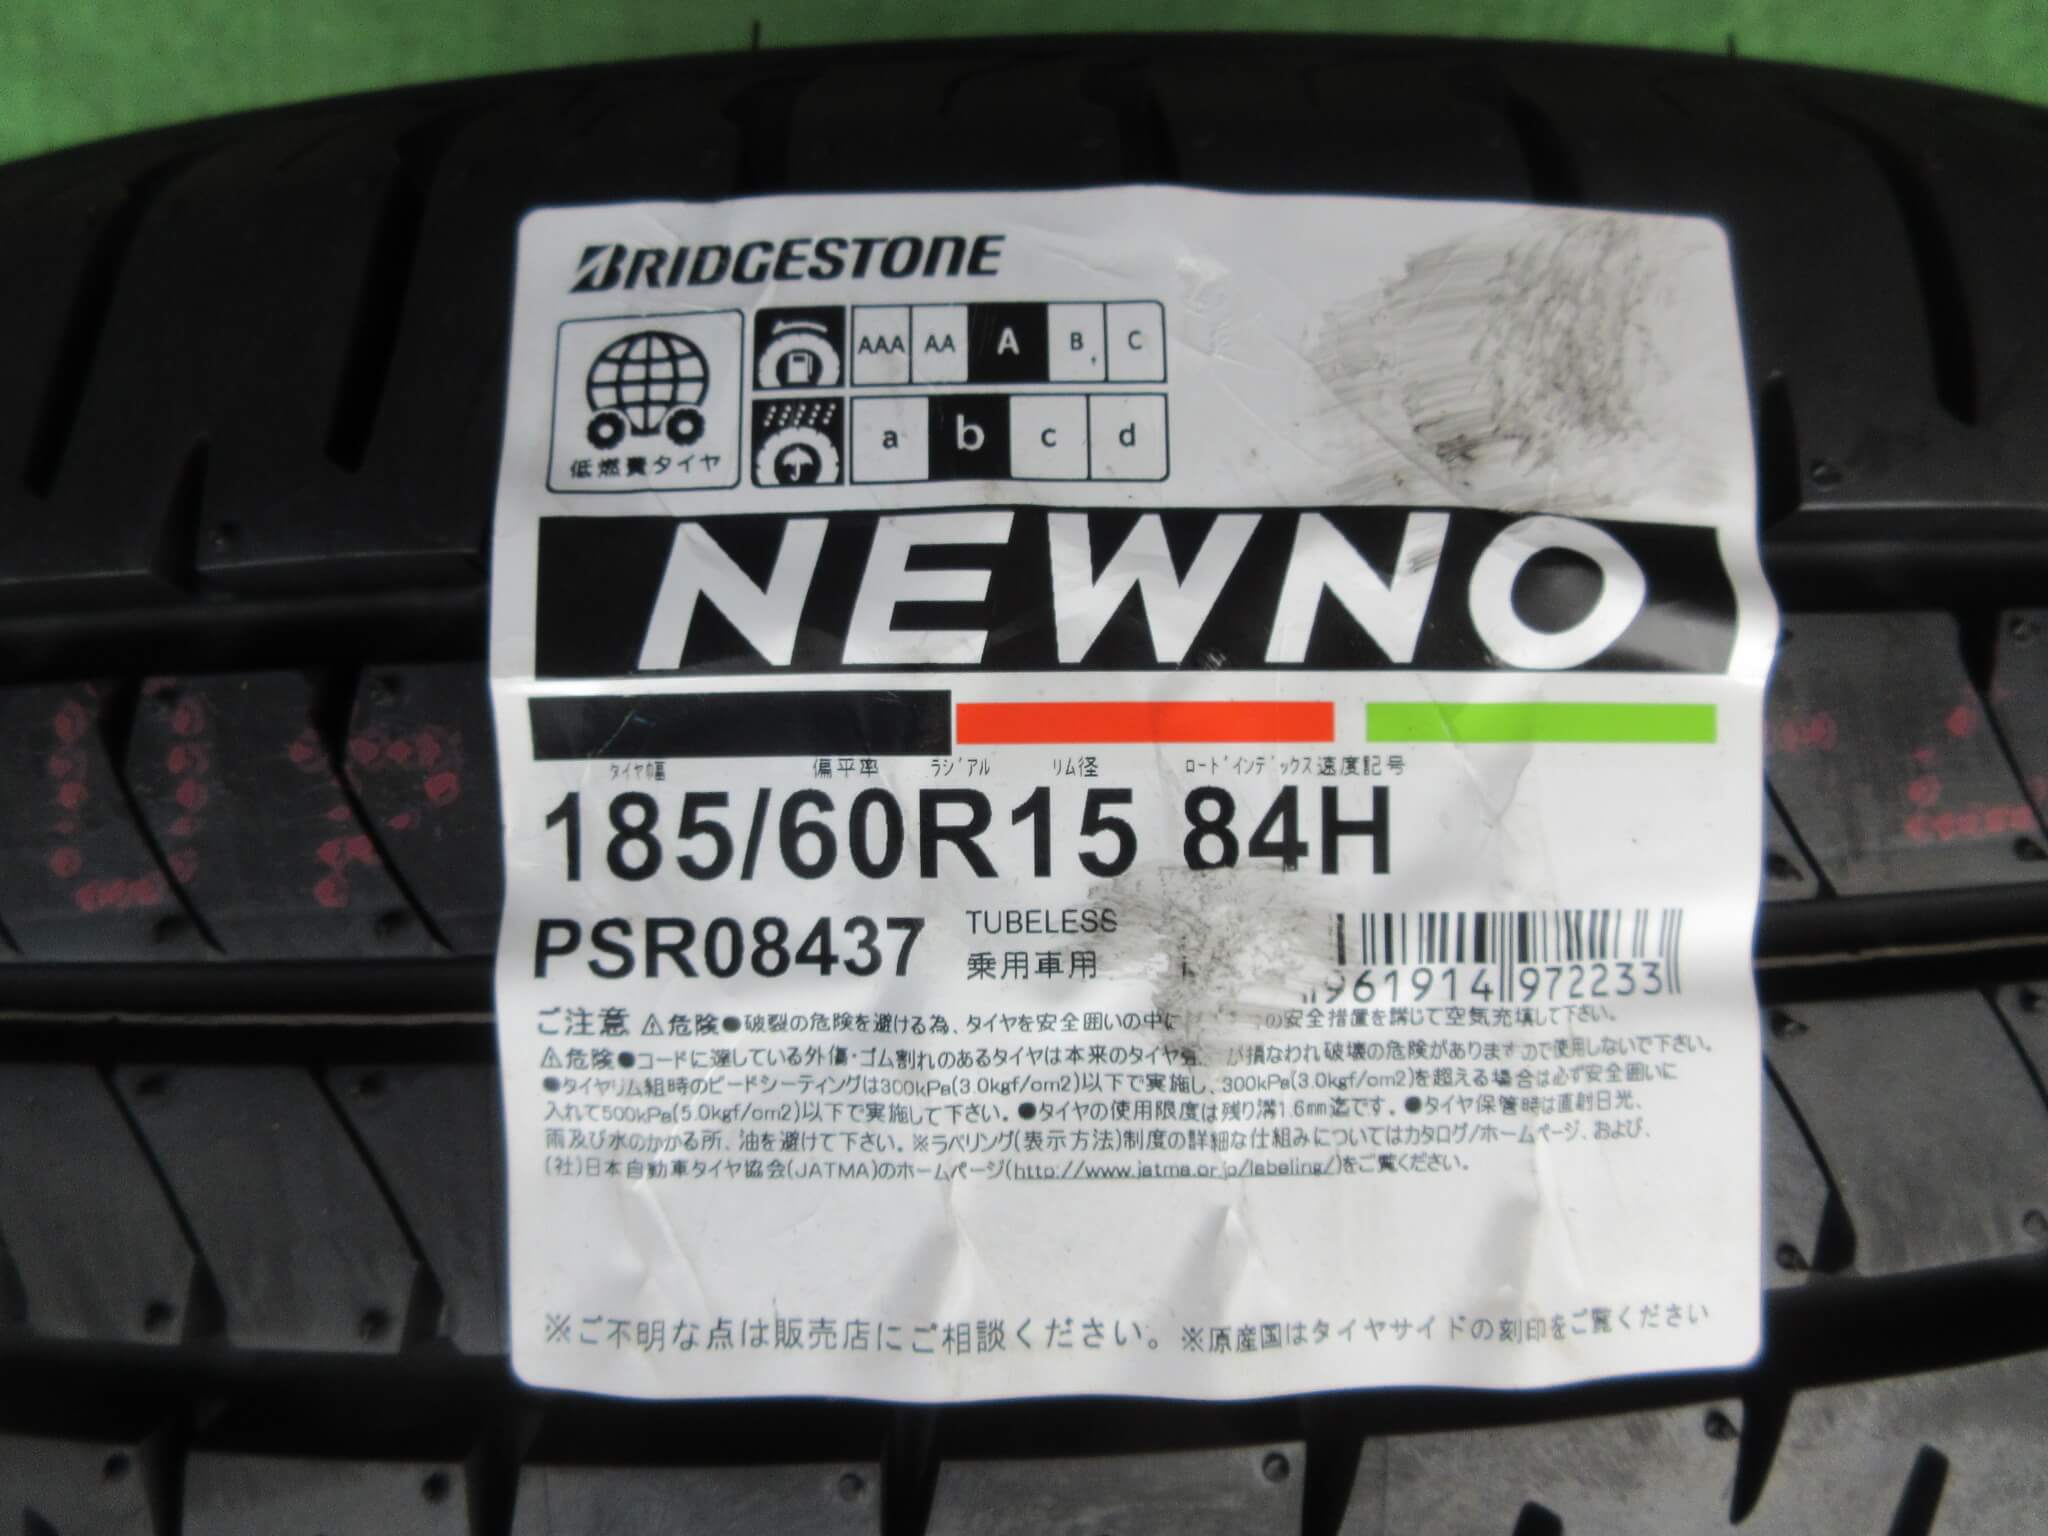 BRIDGESTONE
低燃費タイヤ
AAA AA A B C
a b c d
NEWNO
タイヤ巾 偏平率 ラジアル リム径 ロードインデックス 速度記号
185/60R15 84H
PSR08437 TUBELESS
乗用車用
961914 972233
ご注意 ⚠危険●破裂の危険を避ける為、タイヤを安全囲いの中に の安全措置を講じて空気充填して下さい。
⚠危険●コードに達している外傷・ゴム割れのあるタイヤは本来のタイヤ が損なわれ破壊の危険がありますので使用しないで下さい。
●タイヤリム組時のビードシーティングは300kPa(3.0kgf/cm2)以下で実施し、300kPa(3.0kgf/cm2)を超える場合は必ず安全囲いに
入れて500kPa(5.0kgf/cm2)以下で実施して下さい。●タイヤの使用限度は残り溝1.6mm迄です。●タイヤ保管時は直射日光、
雨及び水のかかる所、油を避けて下さい。※ラベリング(表示方法)制度の詳細な仕組みについてはカタログ/ホームページ、および、
(社)日本自動車タイヤ協会(JATMA)のホームページ(http://www.jatma.or.jp/labeling/)をご覧ください。
※ご不明な点は販売店にご相談ください。※原産国はタイヤサイドの刻印をご覧ください